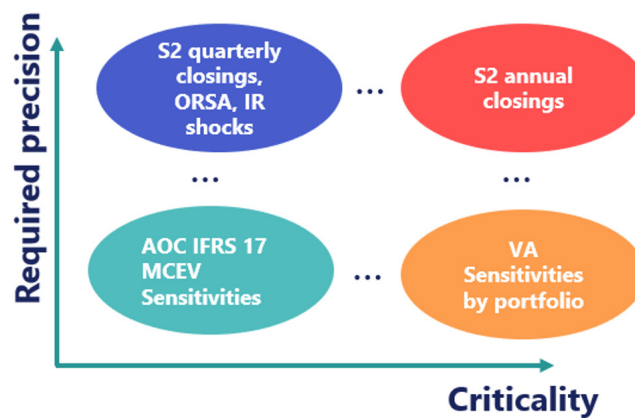 Required precision
S2 quarterly
closings,
ORSA, IR
shocks
...
S2 annual
closings
...
...
AOC IFRS 17
MCEV
Sensitivities
...
VA
Sensitivities
by portfolio
Criticality